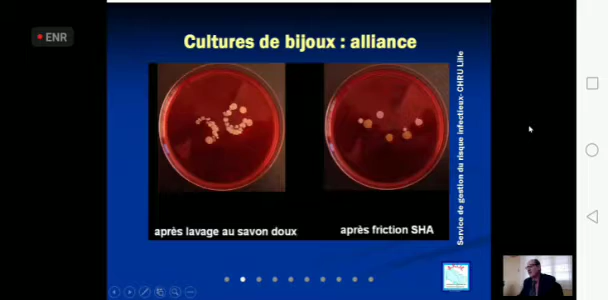 ENR
Cultures de bijoux : alliance
Service de gestion du risque infectieux- CHRU Lille
après lavage au savon doux
après friction SHA